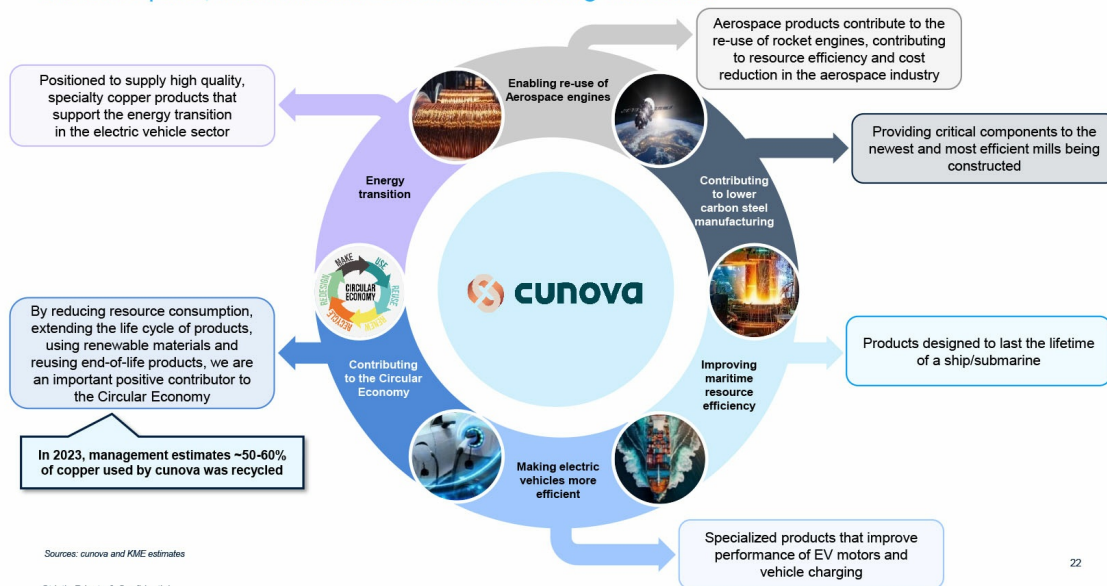 Aerospace products contribute to the
re-use of rocket engines, contributing
to resource efficiency and cost
reduction in the aerospace industry
Positioned to supply high quality,
specialty copper products that
support the energy transition
in the electric vehicle sector
Enabling re-use of
Aerospace engines
Providing critical components to the
newest and most efficient mills being
constructed
Energy
transition
Contributing
to lower
carbon steel
manufacturing
MAKE
USE
REUSE
RENEW
RECYCLE
REDESIGN
CIRCULAR
ECONOMY
cunova
By reducing resource consumption,
extending the life cycle of products,
using renewable materials and
reusing end-of-life products, we are
an important positive contributor to
the Circular Economy
Products designed to last the lifetime
of a ship/submarine
Contributing
to the Circular
Economy
Improving
maritime
resource
efficiency
In 2023, management estimates ~50-60%
of copper used by cunova was recycled
Making electric
vehicles more
efficient
Specialized products that improve
performance of EV motors and
vehicle charging
Sources: cunova and KME estimates
22